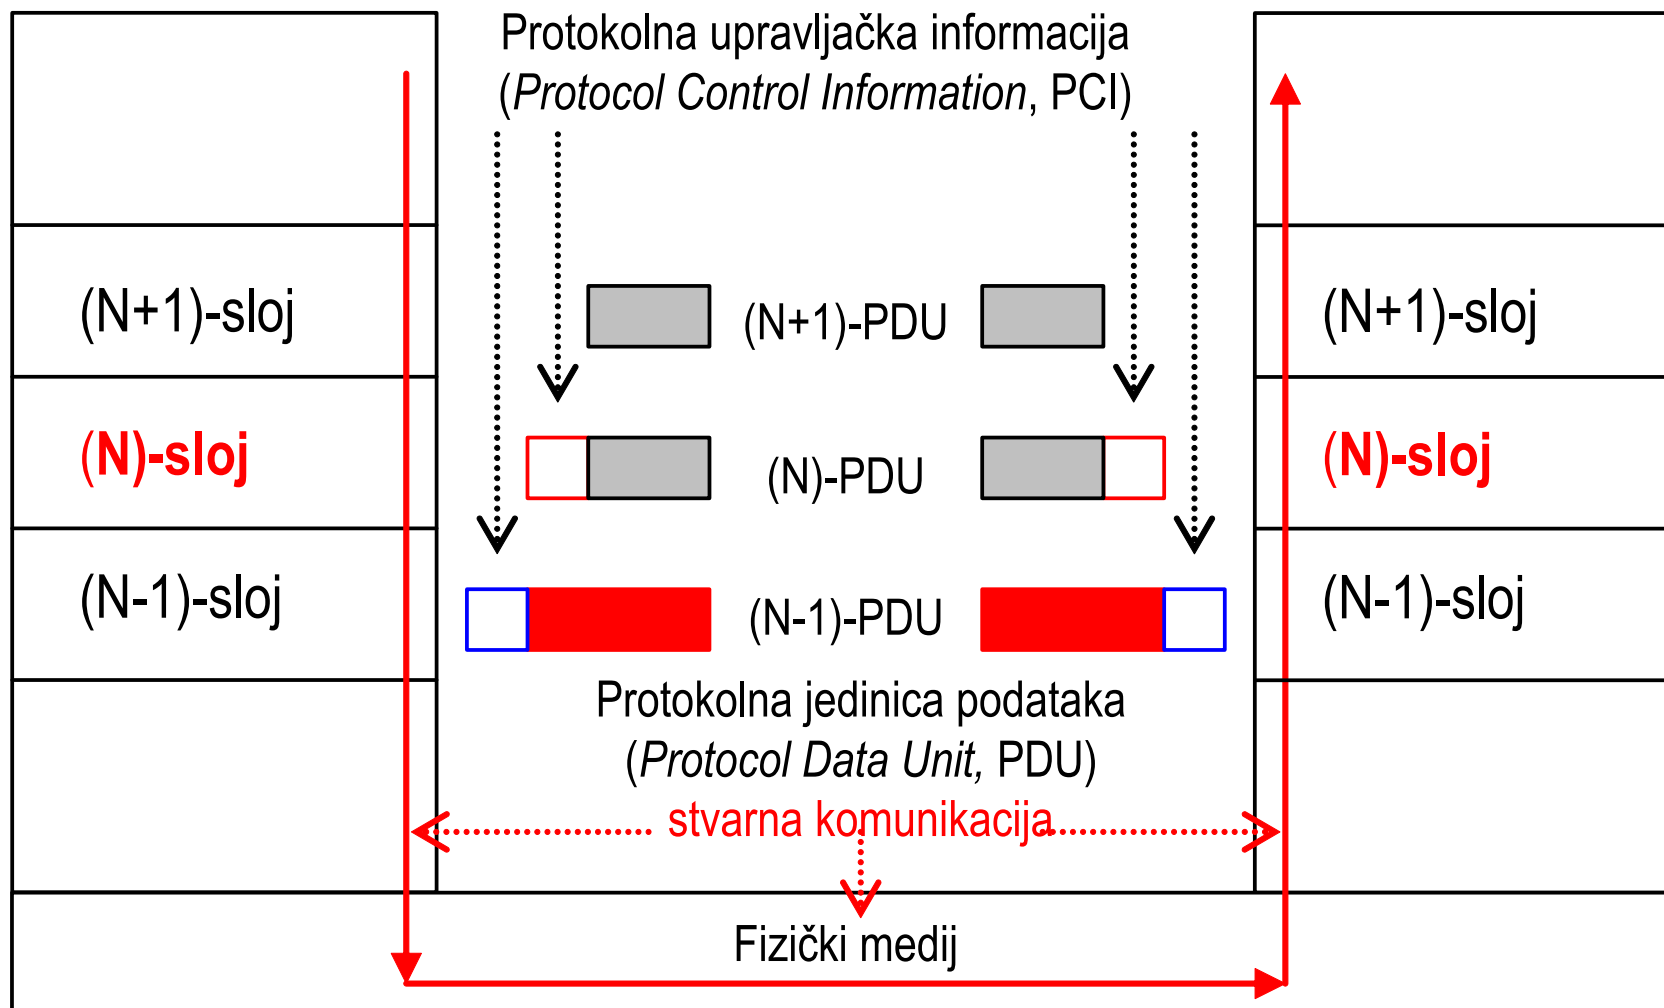 Protokolna upravljačka informacija
(Protocol Control Information, PCI)
(N+1)-sloj
(N+1)-PDU
(N+1)-sloj
(N)-sloj
(N)-PDU
(N)-sloj
(N-1)-sloj
(N-1)-PDU
(N-1)-sloj
Protokolna jedinica podataka
(Protocol Data Unit, PDU)
stvarna komunikacija
Fizički medij